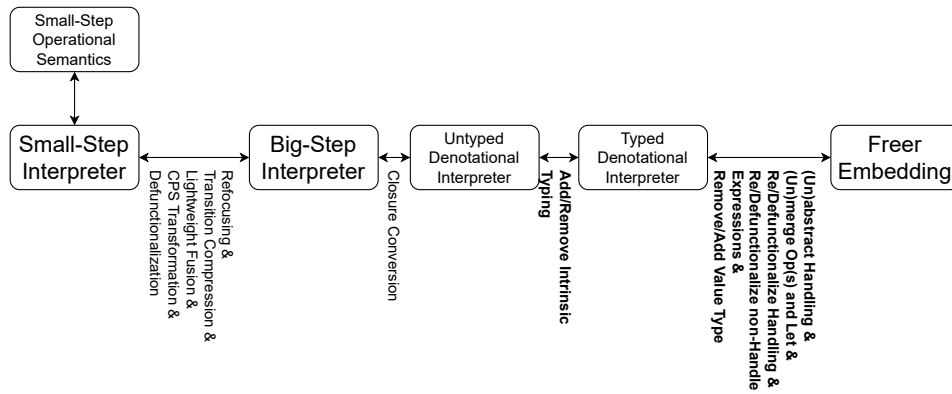 Small-Step
Operational
Semantics
Small-Step
Interpreter
Refocusing &
Transition Compression &
Lightweight Fusion &
CPS Transformation &
Defunctionalization
Big-Step
Interpreter
Closure Conversion
Untyped
Denotational
Interpreter
Add/Remove Intrinsic
Typing
Typed
Denotational
Interpreter
(Un)abstract Handling &
(Un)merge Op(s) and Let &
Re/Defunctionalize Handling &
Re/Defunctionalize non-Handle
Expressions &
Remove/Add Value Type
Freer
Embedding